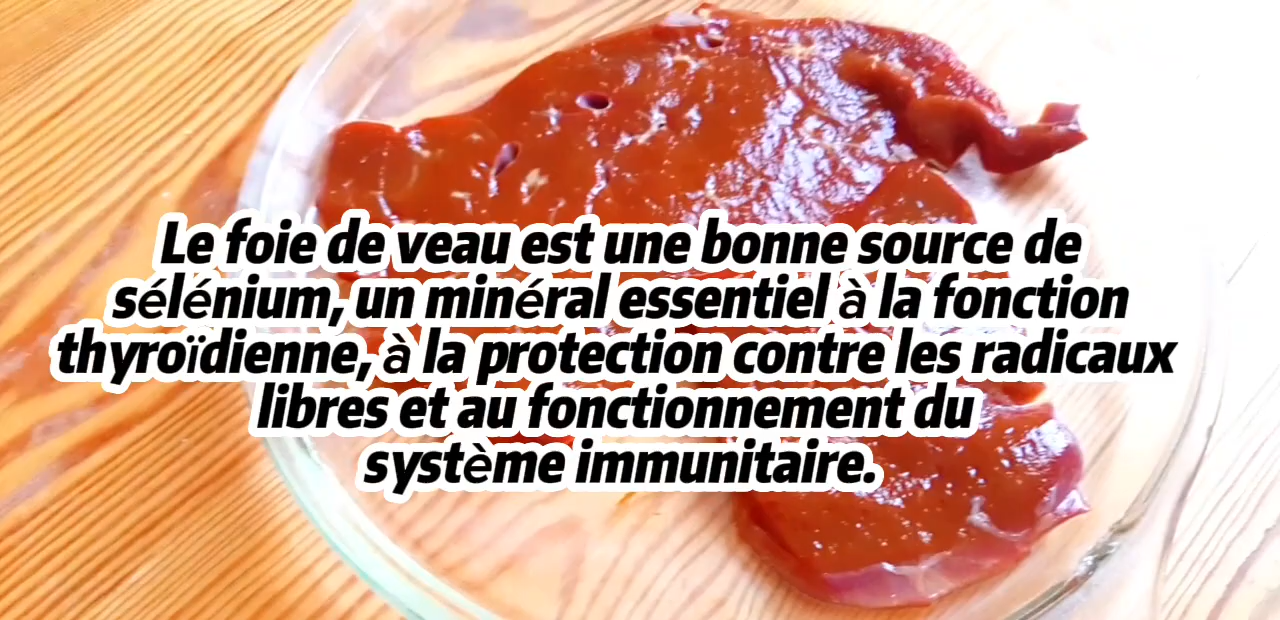 Le foie de veau est une bonne source de
sélénium, un minéral essentiel à la fonction
thyroïdienne, à la protection contre les radicaux
libres et au fonctionnement du
système immunitaire.